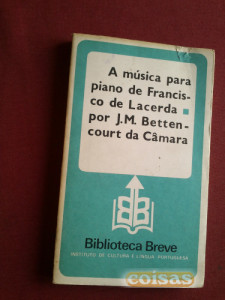 A música para
piano de Francis-
co de Lacerda ■
por J.M. Betten-
court da Câmara
Biblioteca Breve
INSTITUTO DE CULTURA E LÍNGUA PORTUGUESA
coisas